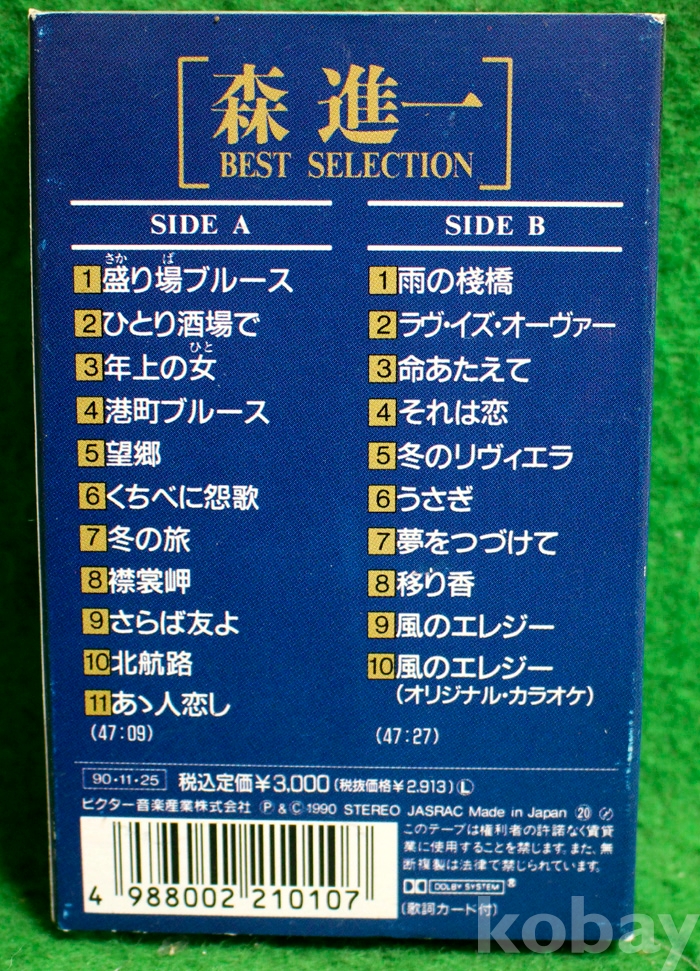 森 進一
BEST SELECTION
SIDE A
さか ば
1 盛り場ブルース
2 ひとり酒場で
ひと
3 年上の女
4 港町ブルース
5 望郷
6 くちべに怨歌
7 冬の旅
8 襟裳岬
9 さらば友よ
10 北航路
11 あゝ人恋し
(47:09)
SIDE B
1 雨の棧橋
2 ラヴ・イズ・オーヴァー
3 命あたえて
4 それは恋
5 冬のリヴィエラ
6 うさぎ
7 夢をつづけて
8 移り香
9 風のエレジー
10 風のエレジー
(オリジナル・カラオケ)
(47:27)
90・11・25 税込定価¥3,000(税抜価格¥2,913) Ⓛ
ビクター音楽産業株式会社 Ⓟ & Ⓒ 1990 STEREO JASRAC Made in Japan ⑳
このテープは権利者の許諾なく賃貸
業に使用することを禁じます。また、無
断複製は法律で禁じられています。
DOLBY SYSTEM ®
(歌詞カード付)
4 988002 210107
kobay